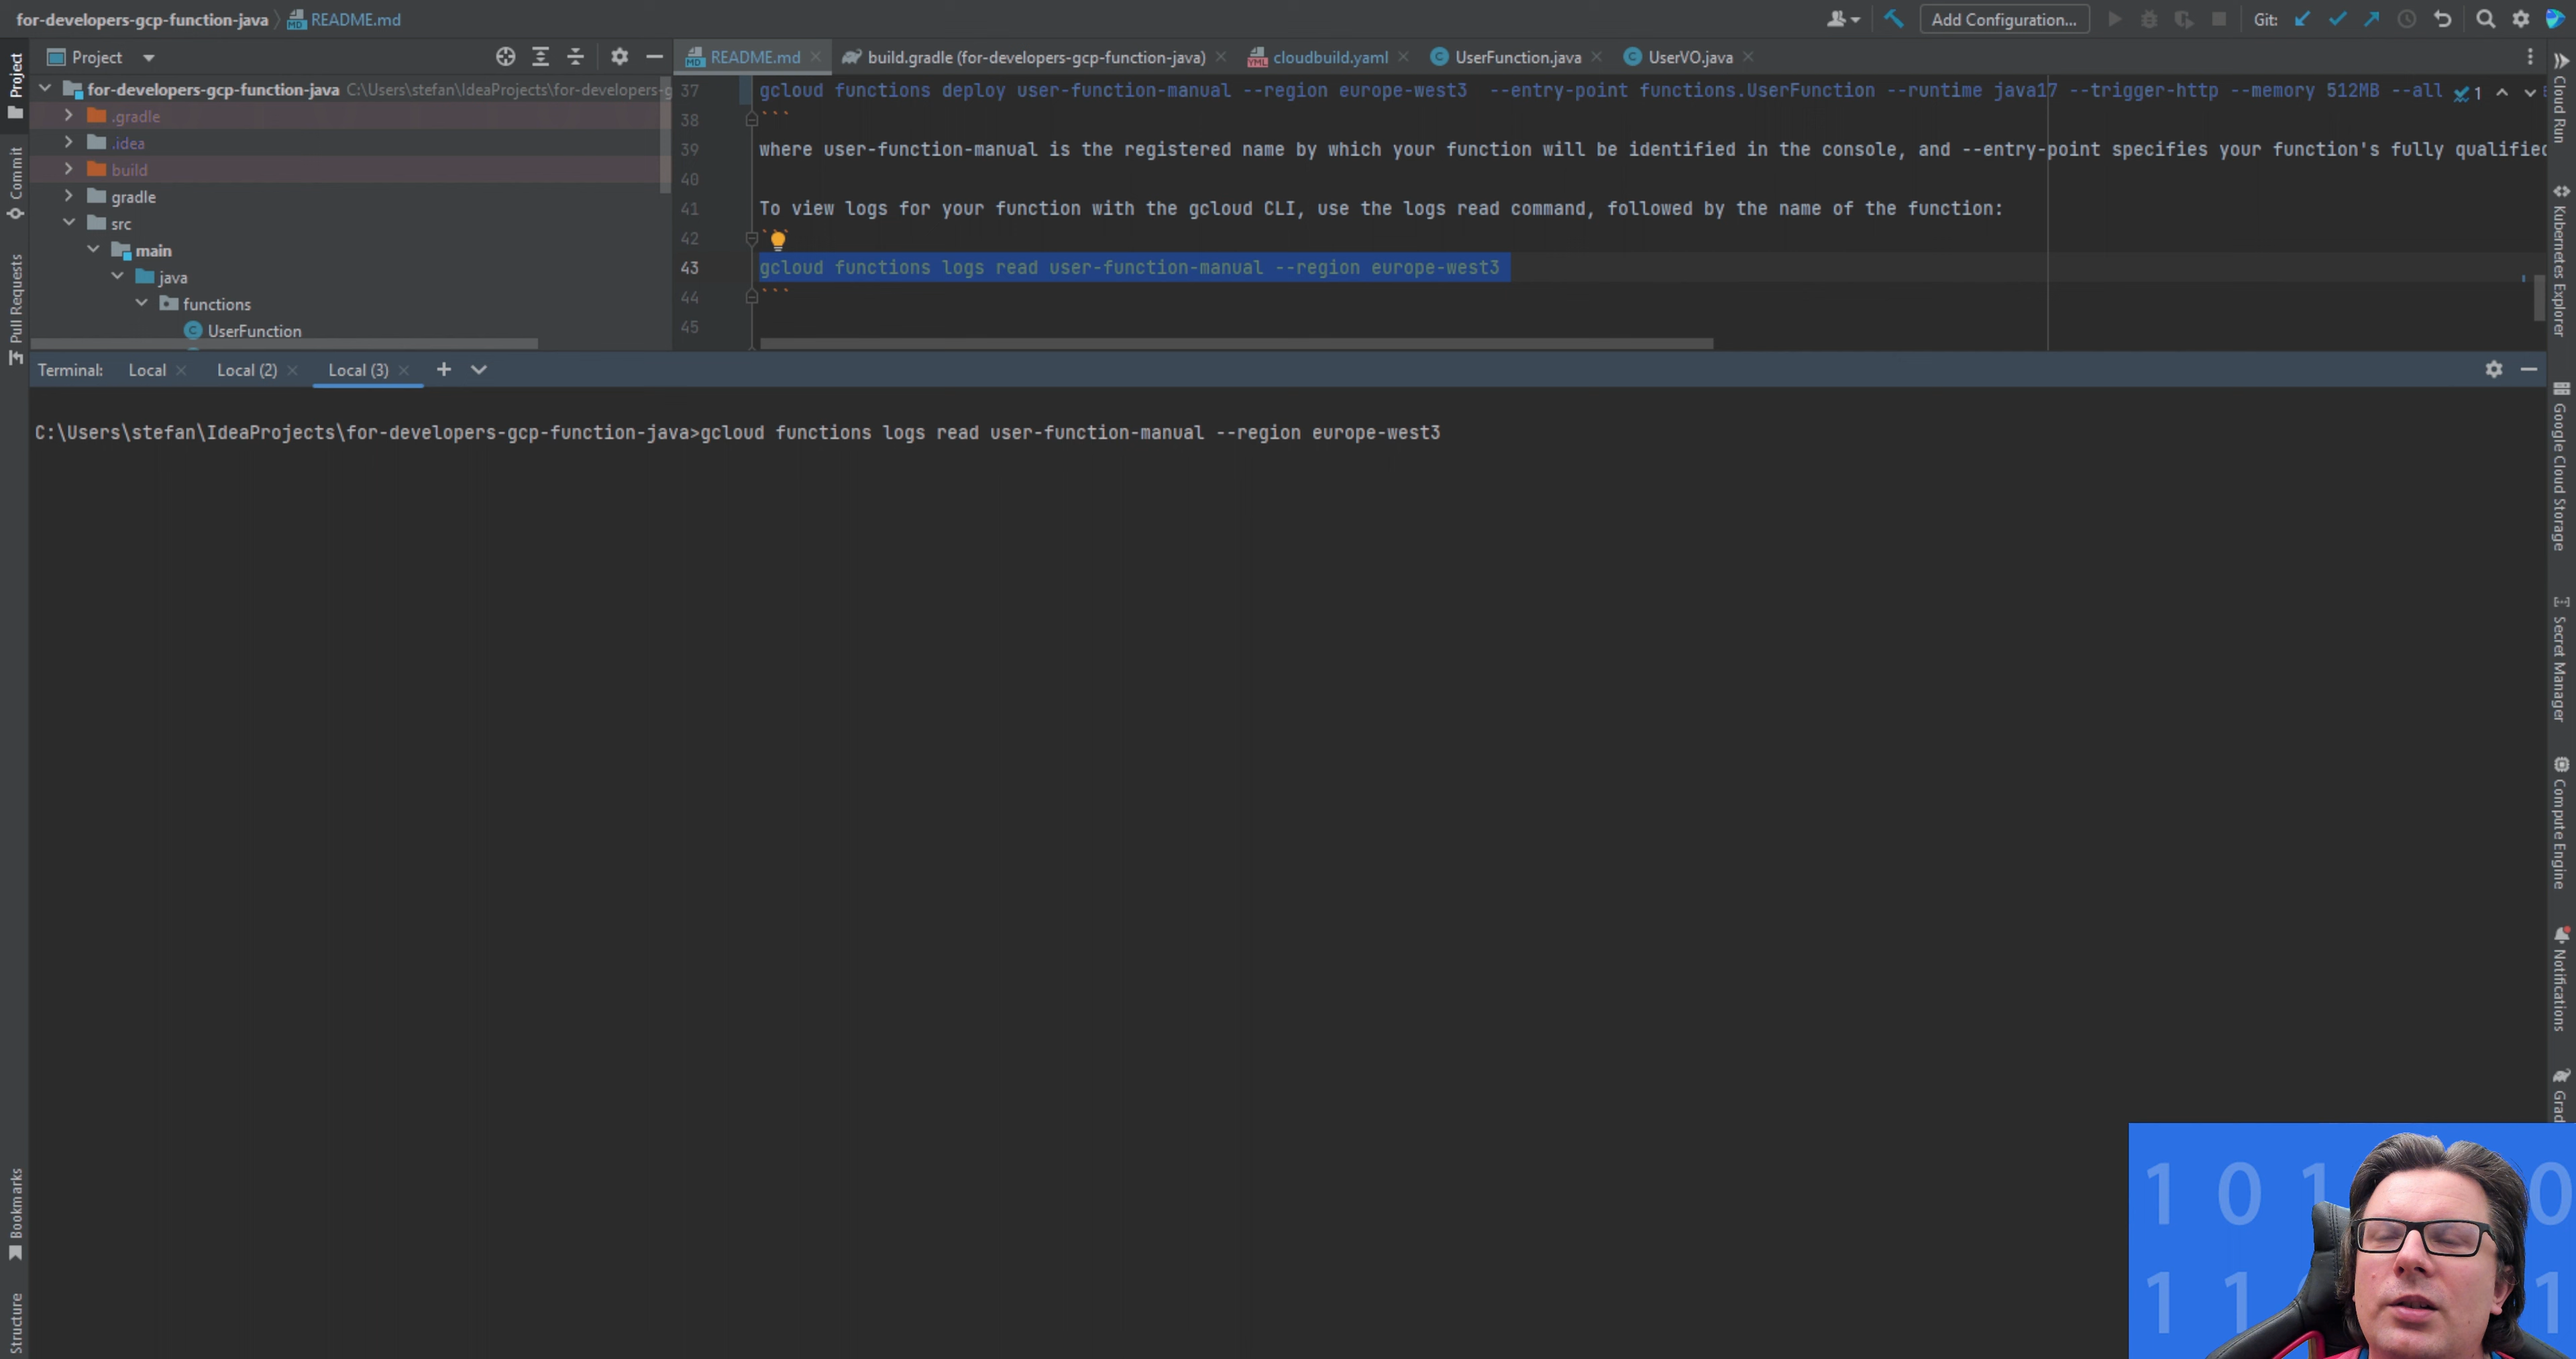 for-developers-gcp-function-java
README.md
Add Configuration...
Git:
Project
README.md
build.gradle (for-developers-gcp-function-java)
cloudbuild.yaml
UserFunction.java
UserVO.java
for-developers-gcp-function-java C:\Users\stefan\IdeaProjects\for-developers-g
.gradle
.idea
build
gradle
src
main
java
functions
UserFunction
37 gcloud functions deploy user-function-manual --region europe-west3  --entry-point functions.UserFunction --runtime java17 --trigger-http --memory 512MB --all
1
38 ```
39 where user-function-manual is the registered name by which your function will be identified in the console, and --entry-point specifies your function's fully qualified
40
41 To view logs for your function with the gcloud CLI, use the logs read command, followed by the name of the function:
42 ```
43 gcloud functions logs read user-function-manual --region europe-west3
44 ```
45
Terminal: Local Local (2) Local (3)
C:\Users\stefan\IdeaProjects\for-developers-gcp-function-java>gcloud functions logs read user-function-manual --region europe-west3
Project
Commit
Pull Requests
Bookmarks
Structure
Cloud Run
Kubernetes Explorer
Google Cloud Storage
Secret Manager
Compute Engine
Notifications
Grad
1 0 1 0
1 1 1